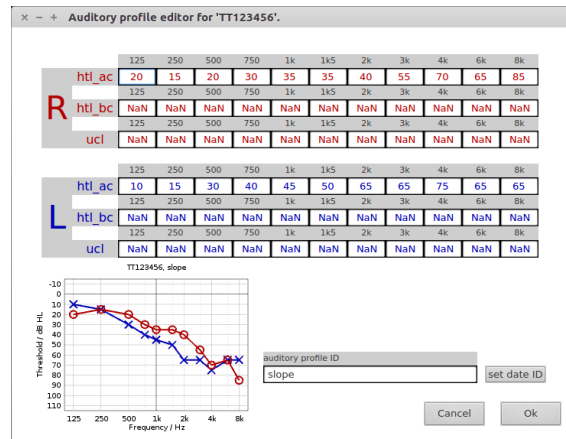 × − + Auditory profile editor for 'TT123456'.
125 250 500 750 1k 1k5 2k 3k 4k 6k 8k
htl_ac 20 15 20 30 35 35 40 55 70 65 85
125 250 500 750 1k 1k5 2k 3k 4k 6k 8k
R htl_bc NaN NaN NaN NaN NaN NaN NaN NaN NaN NaN NaN
125 250 500 750 1k 1k5 2k 3k 4k 6k 8k
ucl NaN NaN NaN NaN NaN NaN NaN NaN NaN NaN NaN
125 250 500 750 1k 1k5 2k 3k 4k 6k 8k
htl_ac 10 15 30 40 45 50 65 65 75 65 65
125 250 500 750 1k 1k5 2k 3k 4k 6k 8k
L htl_bc NaN NaN NaN NaN NaN NaN NaN NaN NaN NaN NaN
125 250 500 750 1k 1k5 2k 3k 4k 6k 8k
ucl NaN NaN NaN NaN NaN NaN NaN NaN NaN NaN NaN
TT123456, slope
Threshold / dB HL
-10
0
10
20
30
40
50
60
70
80
90
100
110
125 250 500 1k 2k 4k 8k
Frequency / Hz
auditory profile ID
slope set date ID
Cancel Ok